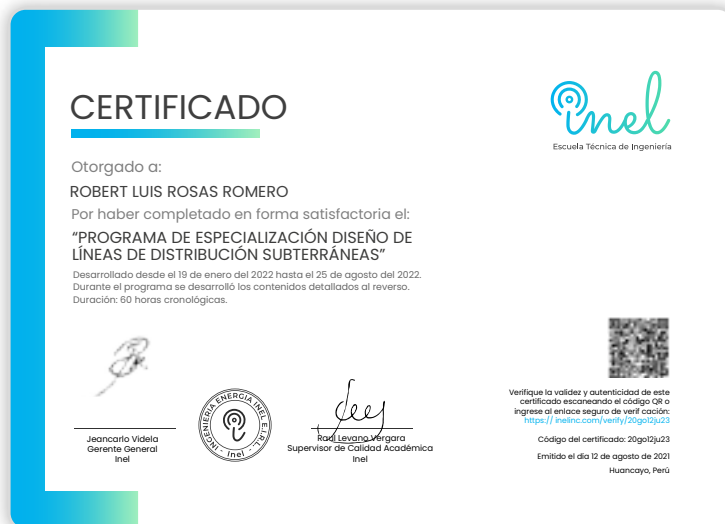 CERTIFICADO
inel
Escuela Técnica de Ingeniería
Otorgado a:
ROBERT LUIS ROSAS ROMERO
Por haber completado en forma satisfactoria el:
“PROGRAMA DE ESPECIALIZACIÓN DISEÑO DE
LÍNEAS DE DISTRIBUCIÓN SUBTERRÁNEAS”
Desarrollado desde el 19 de enero del 2022 hasta el 25 de agosto del 2022.
Durante el programa se desarrolló los contenidos detallados al reverso.
Duración: 60 horas cronológicas.
Jeancarlo Videla
Gerente General
Inel
INGENIERIA ENERGIA INEL E.I.R.L.
- Inel -
Raúl Levano Vergara
Supervisor de Calidad Académica
Inel
Verifique la validez y autenticidad de este
certificado escaneando el código QR o
ingrese al enlace seguro de verif cación:
https:// inelinc.com/verify/20go12ju23
Código del certificado: 20go12ju23
Emitido el día 12 de agosto de 2021
Huancayo, Perú